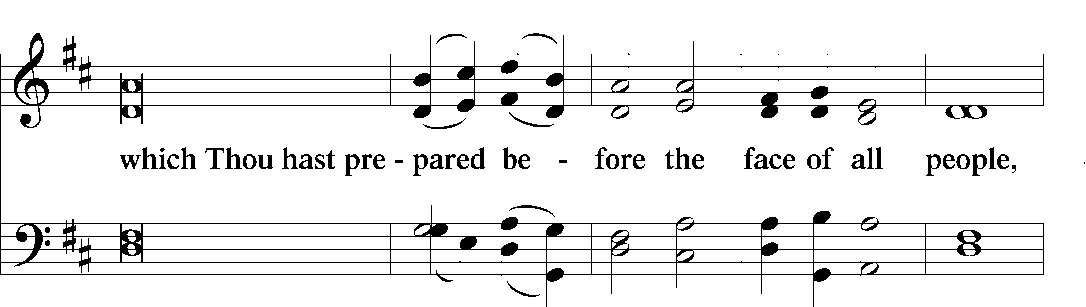 which Thou hast pre - pared be - fore the face of all people,